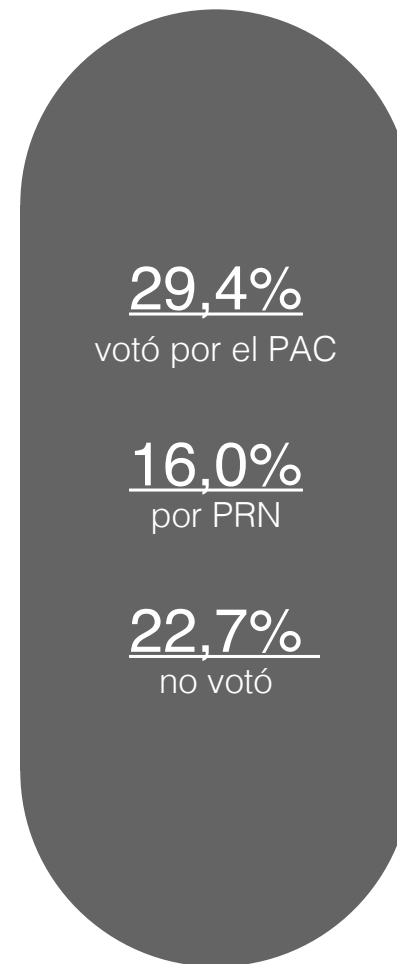 29,4%
votó por el PAC
16,0%
por PRN
22,7%
no votó